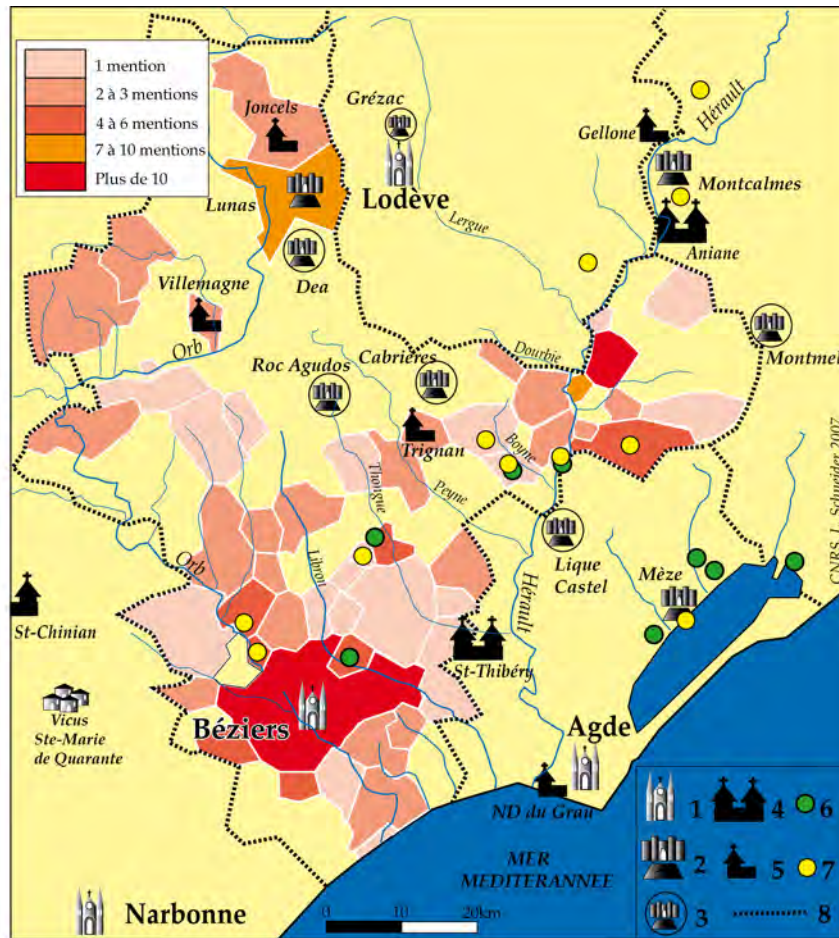 1 mention
2 à 3 mentions
4 à 6 mentions
7 à 10 mentions
Plus de 10
Joncels
Grézac
Lodève
Gellone
Hérault
Montcalmes
Aniane
Lunas
Dea
Lergue
Villemagne
Orb
Roc Agudos
Cabrières
Dourbie
Montmel
Trignan
Boyne
Thongue
Peyne
Orb
Libron
Lique
Castel
Hérault
Mèze
CNRS, L. Schneider 2007
St-Chinian
St-Thibéry
Vicus
Ste-Marie
de Quarante
Béziers
Agde
ND du Grau
MER
MEDITERANNEE
Narbonne
0 10 20km
1 4 6
2 5 7
3 8